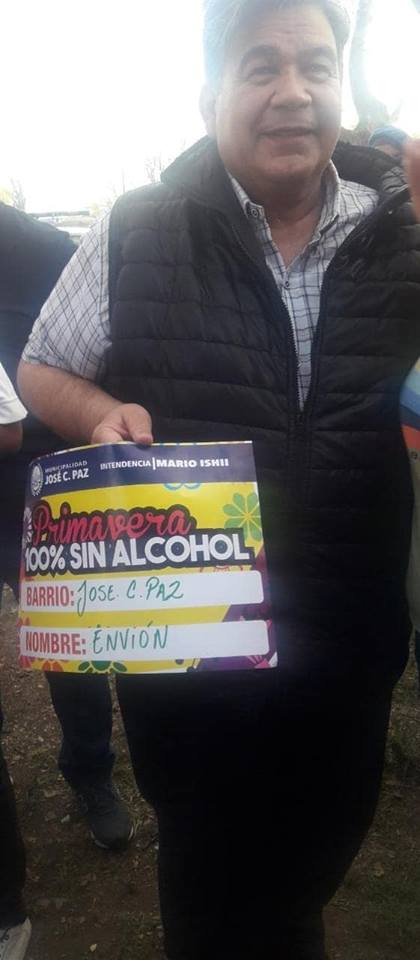 MUNICIPALIDAD
JOSÉ C. PAZ
INTENDENCIA | MARIO ISHII
Primavera
100% SIN ALCOHOL
BARRIO: JOSE. C. PAZ
NOMBRE: ENVIÓN